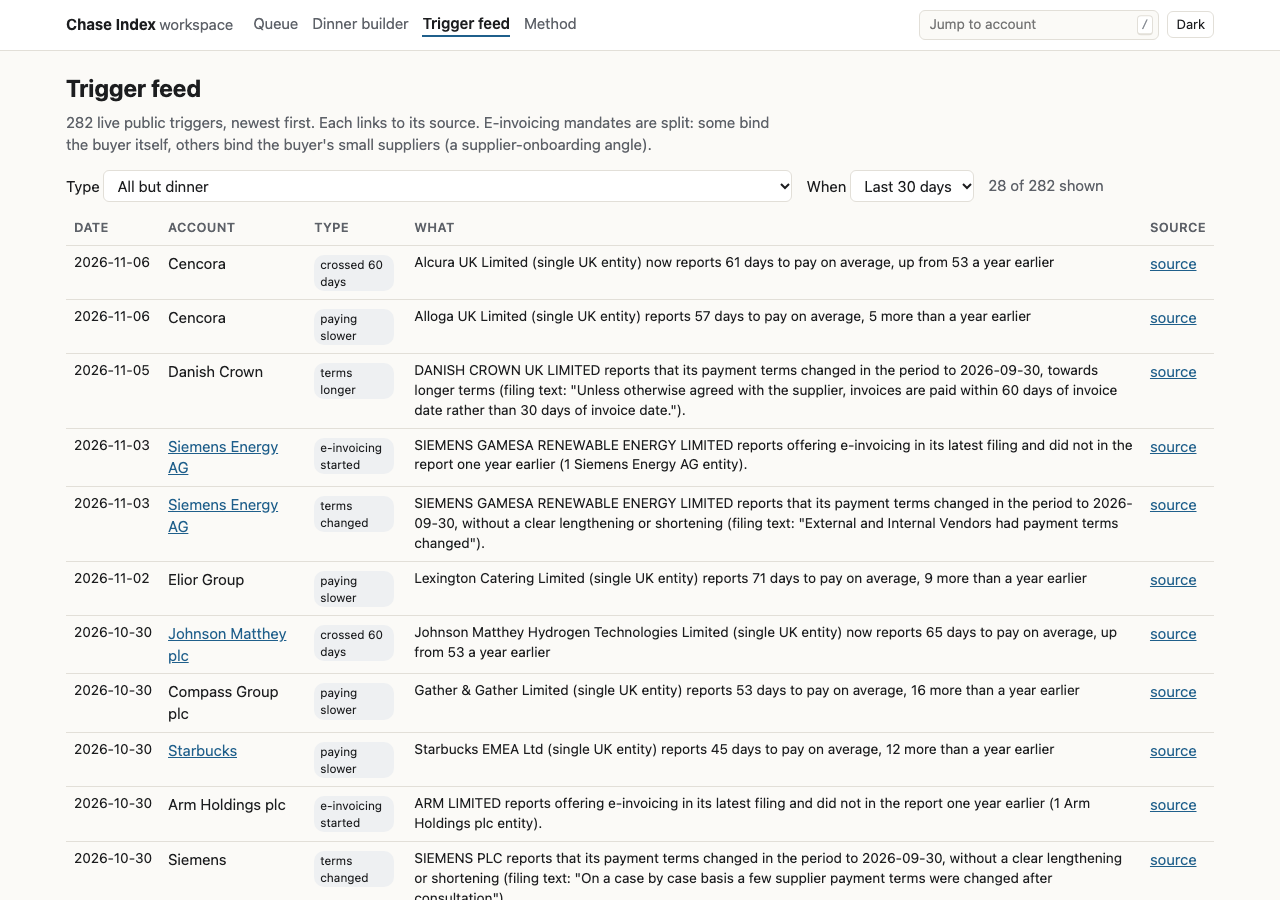 Chase Index workspace Queue Dinner builder Trigger feed Method Jump to account / Dark
Trigger feed
282 live public triggers, newest first. Each links to its source. E-invoicing mandates are split: some bind
the buyer itself, others bind the buyer's small suppliers (a supplier-onboarding angle).
Type All but dinner When Last 30 days 28 of 282 shown
DATE ACCOUNT TYPE WHAT SOURCE
2026-11-06 Cencora crossed 60 Alcura UK Limited (single UK entity) now reports 61 days to pay on average, up from 53 a year earlier source
days
2026-11-06 Cencora paying Alloga UK Limited (single UK entity) reports 57 days to pay on average, 5 more than a year earlier source
slower
2026-11-05 Danish Crown terms DANISH CROWN UK LIMITED reports that its payment terms changed in the period to 2026-09-30, towards source
longer longer terms (filing text: "Unless otherwise agreed with the supplier, invoices are paid within 60 days of invoice
date rather than 30 days of invoice date.").
2026-11-03 Siemens Energy e-invoicing SIEMENS GAMESA RENEWABLE ENERGY LIMITED reports offering e-invoicing in its latest filing and did not in the source
AG started report one year earlier (1 Siemens Energy AG entity).
2026-11-03 Siemens Energy terms SIEMENS GAMESA RENEWABLE ENERGY LIMITED reports that its payment terms changed in the period to 2026- source
AG changed 09-30, without a clear lengthening or shortening (filing text: "External and Internal Vendors had payment terms
changed").
2026-11-02 Elior Group paying Lexington Catering Limited (single UK entity) reports 71 days to pay on average, 9 more than a year earlier source
slower
2026-10-30 Johnson Matthey crossed 60 Johnson Matthey Hydrogen Technologies Limited (single UK entity) now reports 65 days to pay on average, up source
plc days from 53 a year earlier
2026-10-30 Compass Group paying Gather & Gather Limited (single UK entity) reports 53 days to pay on average, 16 more than a year earlier source
plc slower
2026-10-30 Starbucks paying Starbucks EMEA Ltd (single UK entity) reports 45 days to pay on average, 12 more than a year earlier source
slower
2026-10-30 Arm Holdings plc e-invoicing ARM LIMITED reports offering e-invoicing in its latest filing and did not in the report one year earlier (1 Arm source
started Holdings plc entity).
2026-10-30 Siemens terms SIEMENS PLC reports that its payment terms changed in the period to 2026-09-30, without a clear lengthening source
changed or shortening (filing text: "On a case by case basis a few supplier payment terms were changed after
consultation")